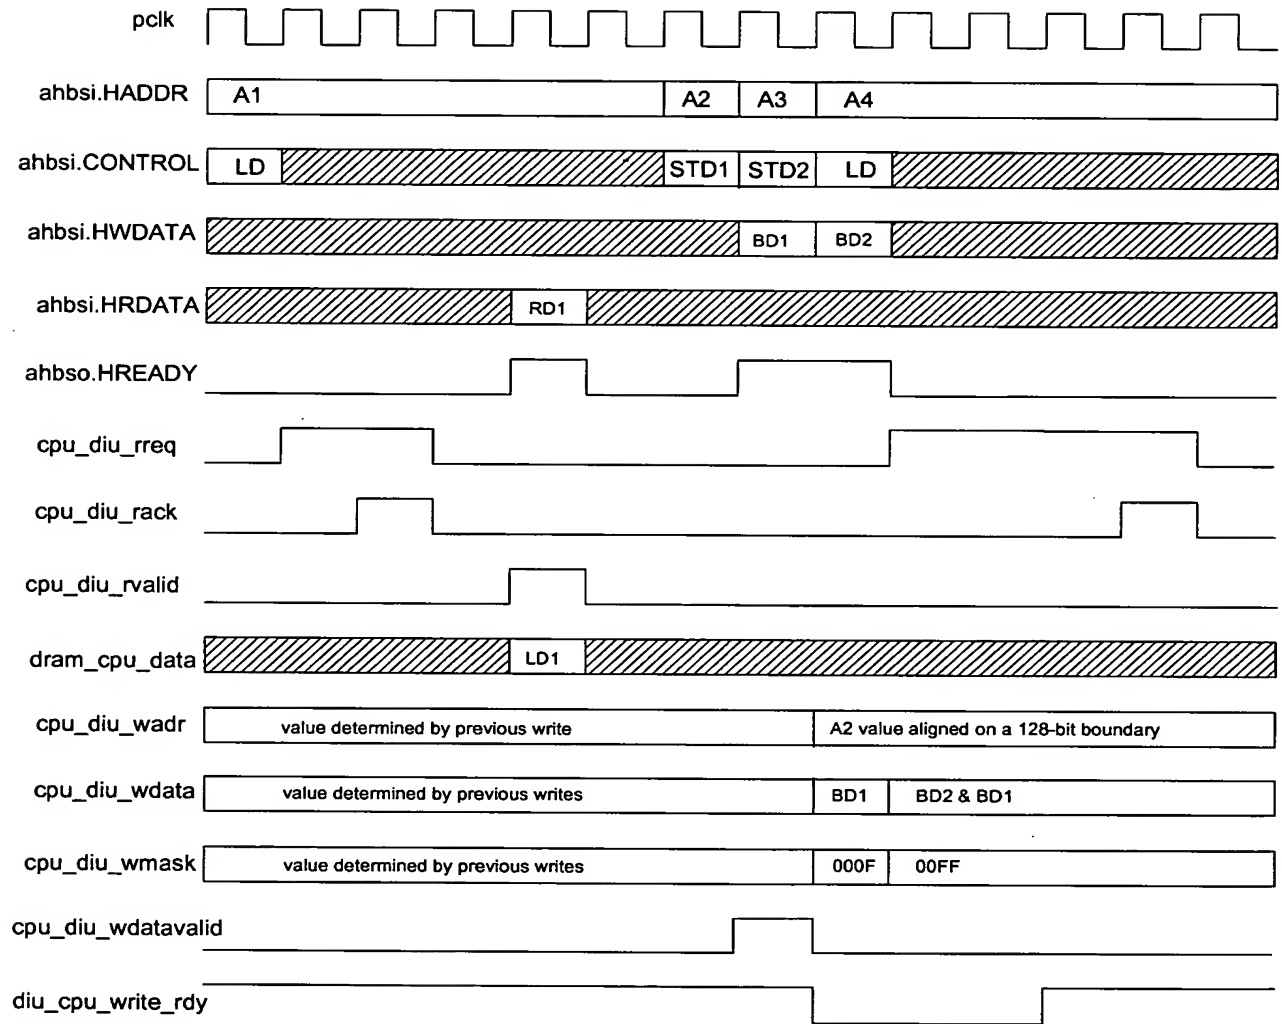 pclk
ahbsi.HADDR A1 A2 A3 A4
ahbsi.CONTROL LD STD1 STD2 LD
ahbsi.HWDATA BD1 BD2
ahbsi.HRDATA RD1
ahbso.HREADY
cpu_diu_rreq
cpu_diu_rack
cpu_diu_rvalid
dram_cpu_data LD1
cpu_diu_wadr value determined by previous write A2 value aligned on a 128-bit boundary
cpu_diu_wdata value determined by previous writes BD1 BD2 & BD1
cpu_diu_wmask value determined by previous writes 000F 00FF
cpu_diu_wdatavalid
diu_cpu_write_rdy